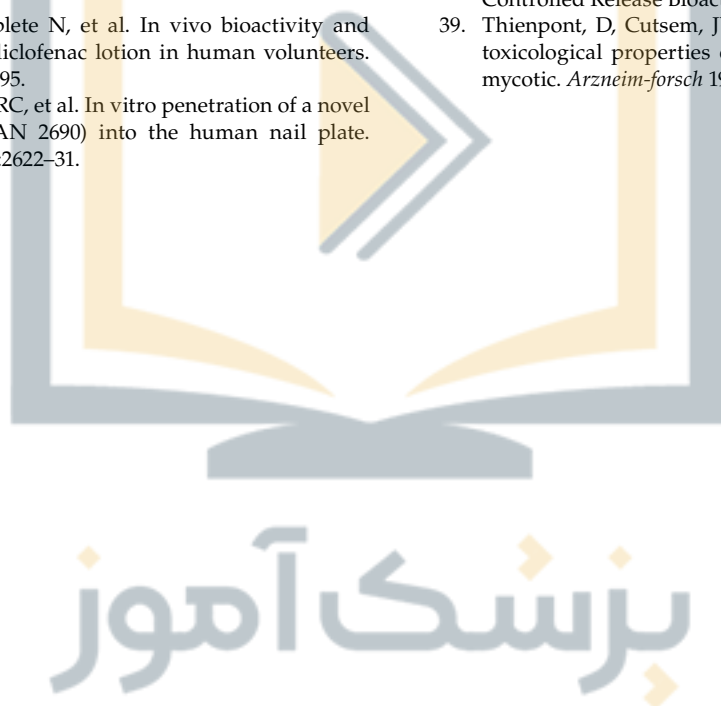 plete N, et al. In vivo bioactivity and
liclofenac lotion in human volunteers.
95.
RC, et al. In vitro penetration of a novel
AN 2690) into the human nail plate.
:2622–31.
Controlled Release Bioac
39. Thienpont, D, Cutsem, J
toxicological properties
mycotic. Arzneim-forsch 19
پزشک آموز